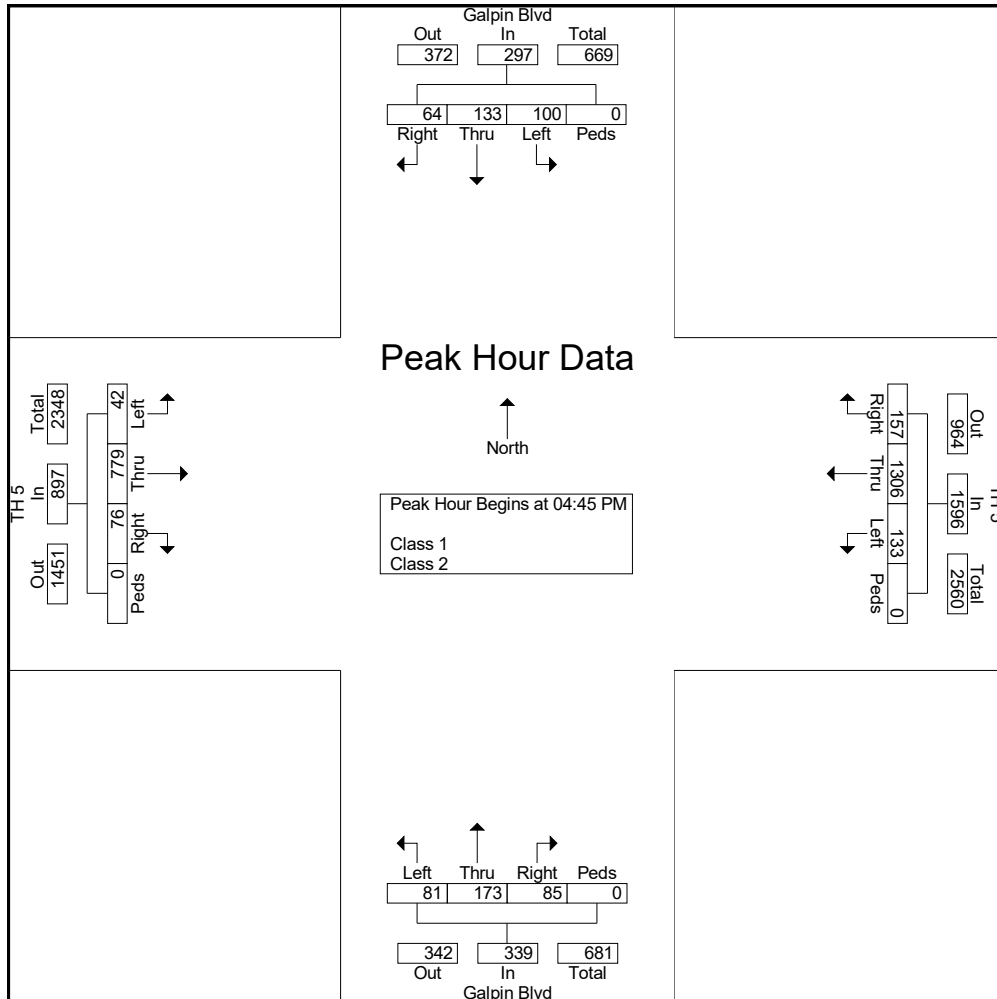 Galpin Blvd
Out In Total
372 297 669
64 133 100 0
Right Thru Left Peds
Peak Hour Data
North
Peak Hour Begins at 04:45 PM
Class 1
Class 2
TH 5
Total In Out
2348 897 1451
42 779 76 0
Left Thru Right Peds
Out In Total
964 1596 2560
157 1306 133 0
Right Thru Left Peds
Left Thru Right Peds
81 173 85 0
342 339 681
Out In Total
Galpin Blvd